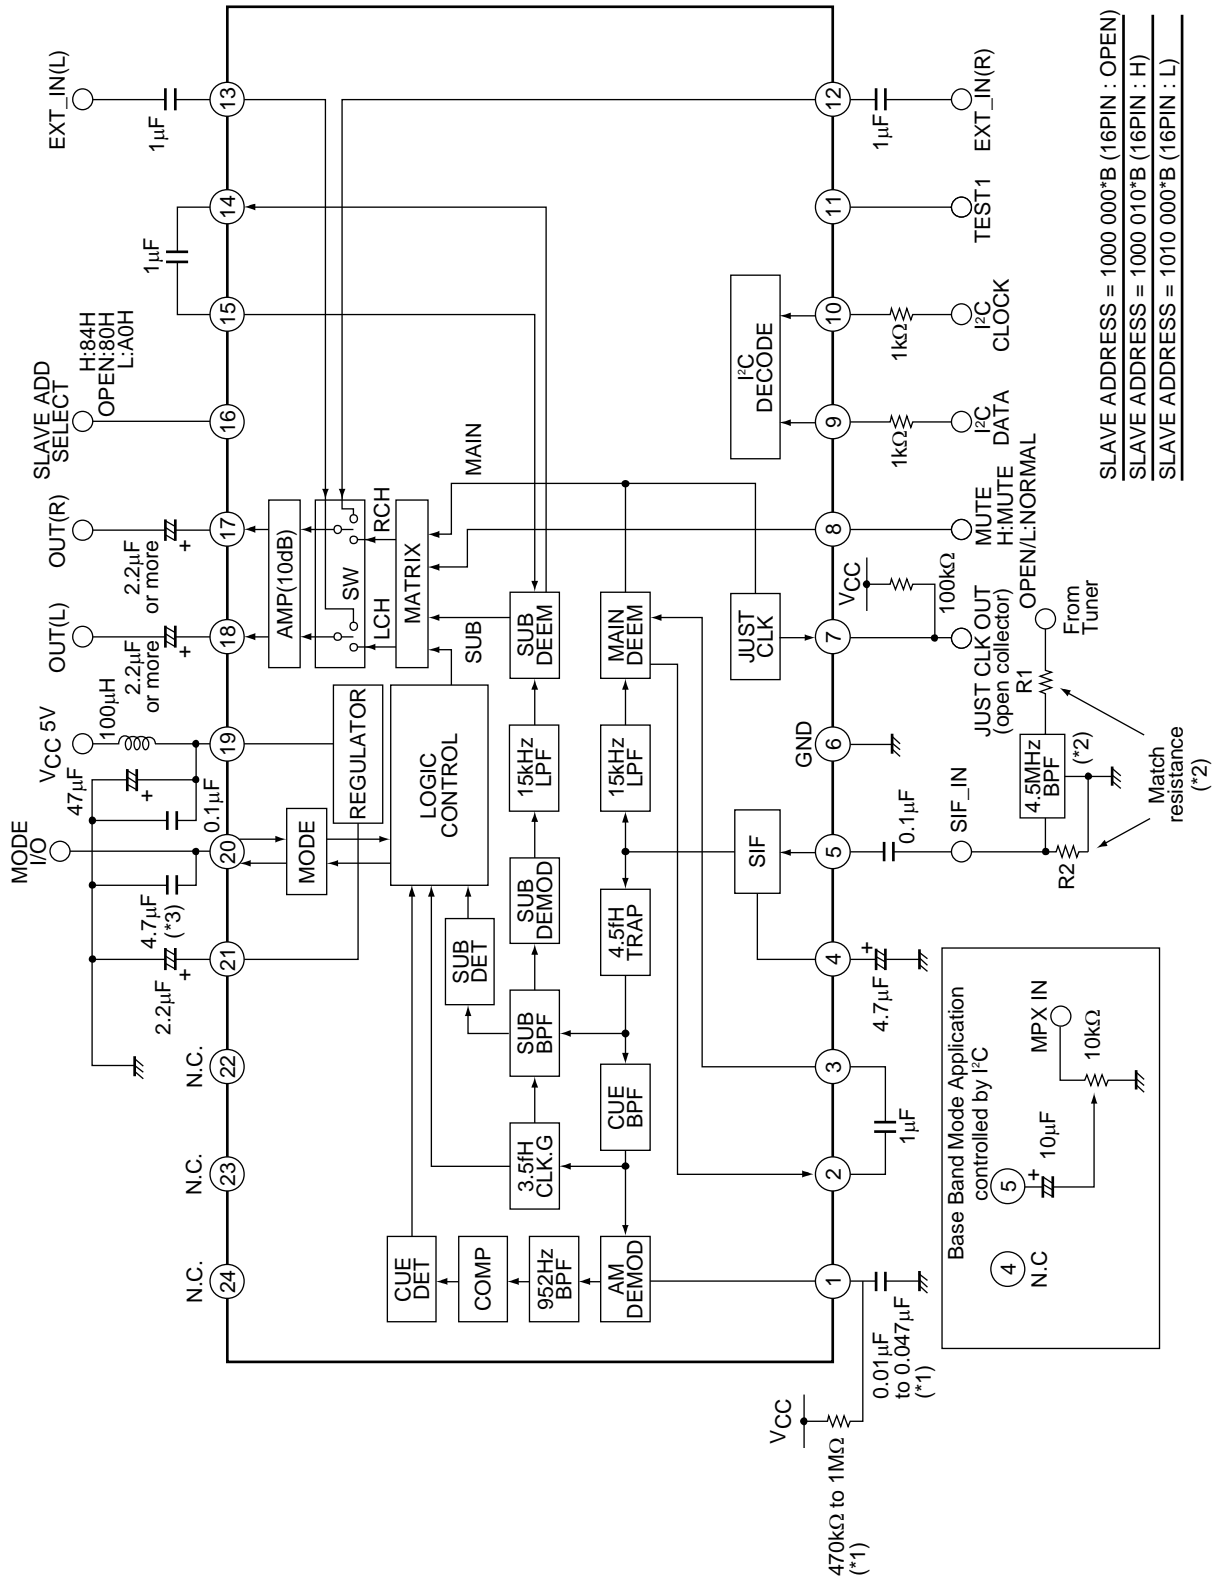 N.C.
24
N.C.
23
N.C.
22
2.2μF
+
21
4.7μF
(*3)
MODE
I/O
20
0.1μF
47μF
+
VCC 5V
100μH
19
OUT(L)
2.2μF
or more
+
18
OUT(R)
2.2μF
or more
+
17
SLAVE ADD
SELECT
H:84H
OPEN:80H
L:A0H
16
15
1μF
14
EXT_IN(L)
1μF
13
CUE
DET
COMP
952Hz
BPF
AM
DEMOD
3.5fH
CLK.G
CUE
BPF
SUB
BPF
SUB
DET
SUB
DEMOD
4.5fH
TRAP
MODE
LOGIC
CONTROL
REGULATOR
15kHz
LPF
15kHz
LPF
SUB
DEEM
MAIN
DEEM
AMP(10dB)
SW
LCH
RCH
MATRIX
SUB
MAIN
SIF
JUST
CLK
I²C
DECODE
1
VCC
470kΩ to 1MΩ
(*1)
0.01μF
to 0.047μF
(*1)
2
1μF
3
4
+
4.7μF
5
0.1μF
SIF_IN
R2
4.5MHz
BPF
(*2)
R1
From
Tuner
Match
resistance
(*2)
GND
6
7
VCC
100kΩ
JUST CLK OUT
(open collector)
8
MUTE
H:MUTE
OPEN/L:NORMAL
9
1kΩ
I²C
DATA
10
1kΩ
I²C
CLOCK
11
TEST1
12
1μF
EXT_IN(R)
Base Band Mode Application
controlled by I²C
4
N.C
5
+
10μF
MPX IN
10kΩ
SLAVE ADDRESS = 1000 000*B (16PIN : OPEN)
SLAVE ADDRESS = 1000 010*B (16PIN : H)
SLAVE ADDRESS = 1010 000*B (16PIN : L)